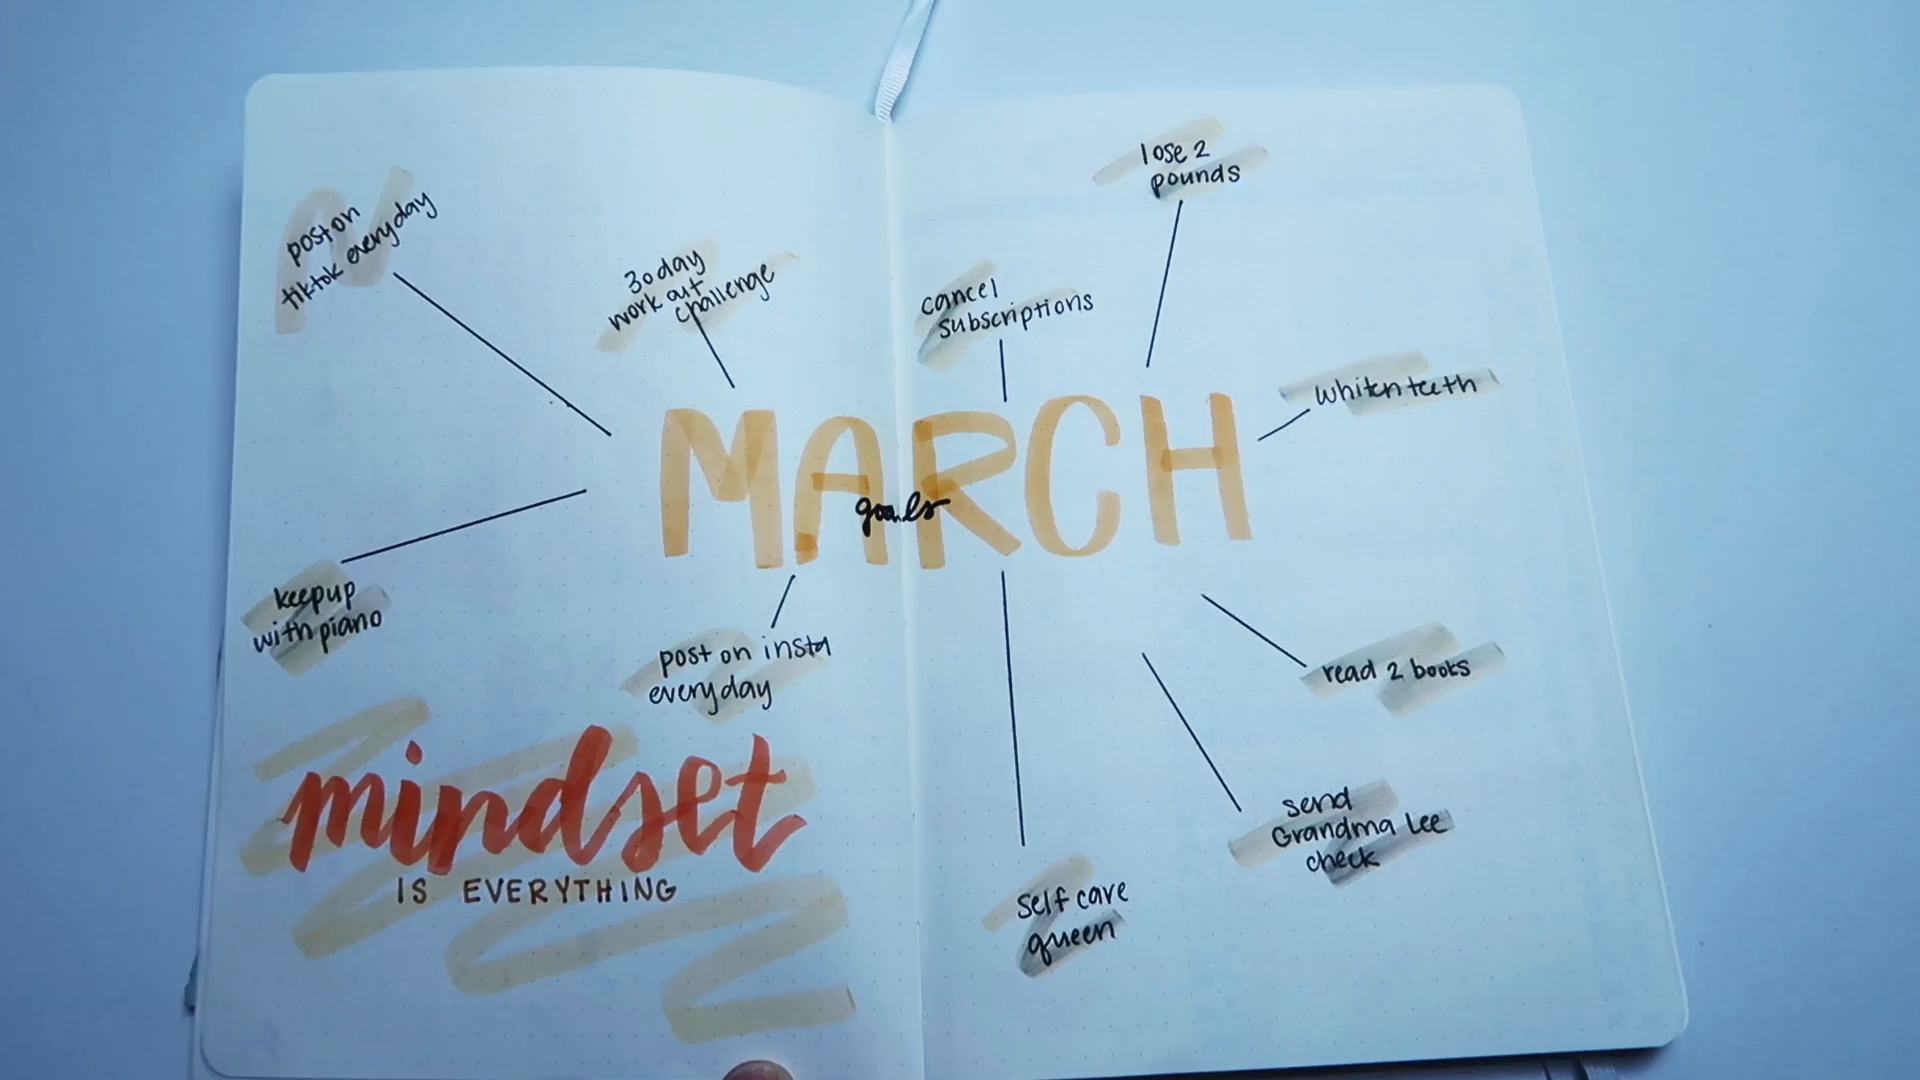 post on
tiktok everyday
30 day
work out
challenge
cancel
subscriptions
lose 2
pounds
whiten teeth
MARCH
goals
keep up
with piano
post on insta
everyday
read 2 books
send
Grandma Lee
check
self care
queen
mindset
IS EVERYTHING